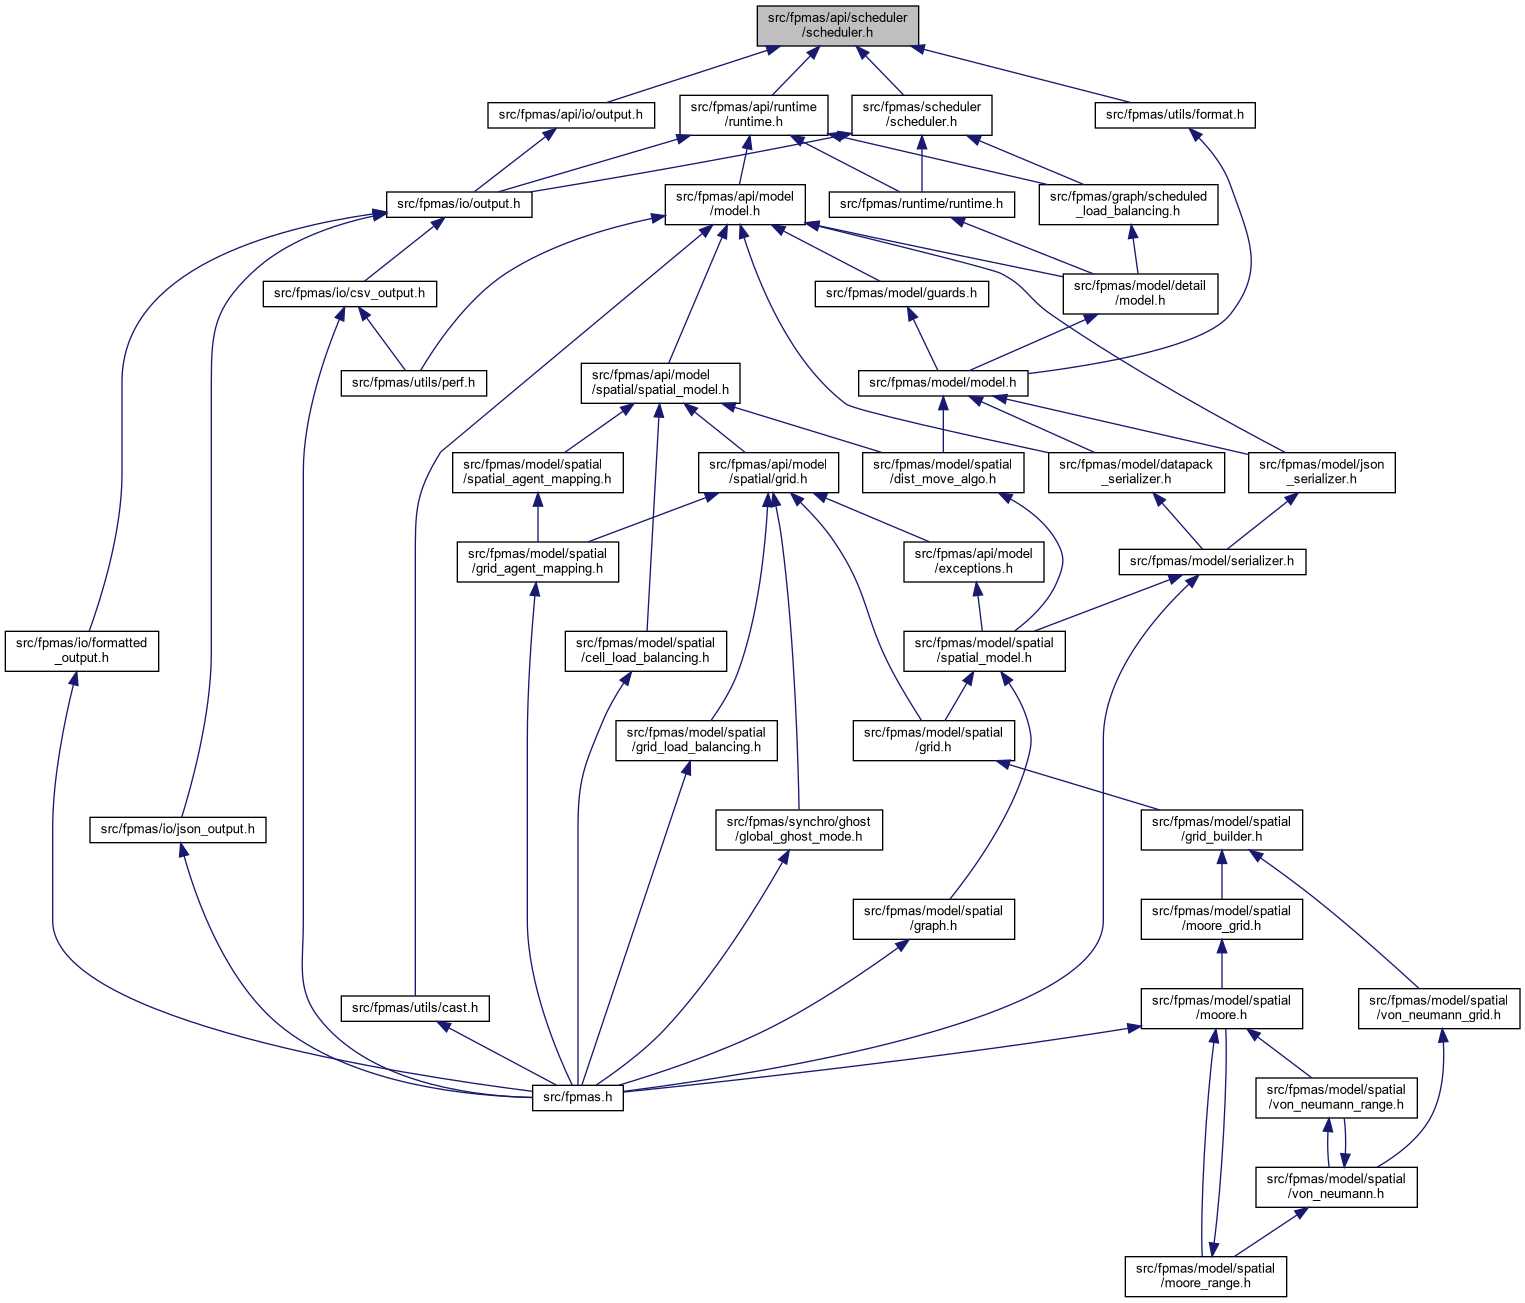 src/fpmas/api/scheduler
/scheduler.h
src/fpmas/api/io/output.h
src/fpmas/api/runtime
/runtime.h
src/fpmas/scheduler
/scheduler.h
src/fpmas/utils/format.h
src/fpmas/io/output.h
src/fpmas/api/model
/model.h
src/fpmas/runtime/runtime.h
src/fpmas/graph/scheduled
_load_balancing.h
src/fpmas/io/csv_output.h
src/fpmas/model/guards.h
src/fpmas/model/detail
/model.h
src/fpmas/utils/perf.h
src/fpmas/api/model
/spatial/spatial_model.h
src/fpmas/model/model.h
src/fpmas/model/spatial
/spatial_agent_mapping.h
src/fpmas/api/model
/spatial/grid.h
src/fpmas/model/spatial
/dist_move_algo.h
src/fpmas/model/datapack
_serializer.h
src/fpmas/model/json
_serializer.h
src/fpmas/model/spatial
/grid_agent_mapping.h
src/fpmas/api/model
/exceptions.h
src/fpmas/model/serializer.h
src/fpmas/io/formatted
_output.h
src/fpmas/model/spatial
/cell_load_balancing.h
src/fpmas/model/spatial
/spatial_model.h
src/fpmas/model/spatial
/grid_load_balancing.h
src/fpmas/model/spatial
/grid.h
src/fpmas/io/json_output.h
src/fpmas/synchro/ghost
/global_ghost_mode.h
src/fpmas/model/spatial
/grid_builder.h
src/fpmas/model/spatial
/graph.h
src/fpmas/model/spatial
/moore_grid.h
src/fpmas/utils/cast.h
src/fpmas/model/spatial
/moore.h
src/fpmas/model/spatial
/von_neumann_grid.h
src/fpmas.h
src/fpmas/model/spatial
/von_neumann_range.h
src/fpmas/model/spatial
/von_neumann.h
src/fpmas/model/spatial
/moore_range.h